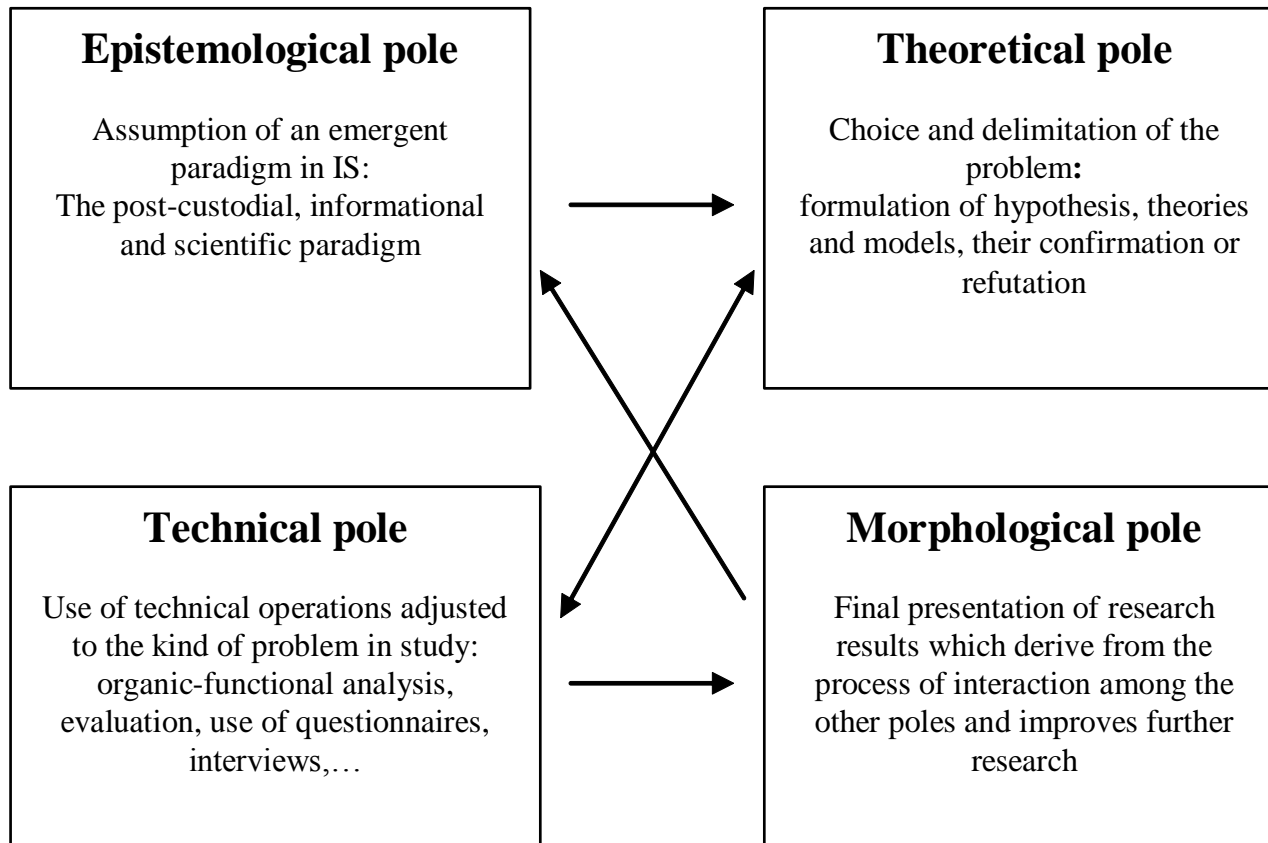 Epistemological pole
Assumption of an emergent
paradigm in IS:
The post-custodial, informational
and scientific paradigm
Theoretical pole
Choice and delimitation of the
problem:
formulation of hypothesis, theories
and models, their confirmation or
refutation
Technical pole
Use of technical operations adjusted
to the kind of problem in study:
organic-functional analysis,
evaluation, use of questionnaires,
interviews,…
Morphological pole
Final presentation of research
results which derive from the
process of interaction among the
other poles and improves further
research